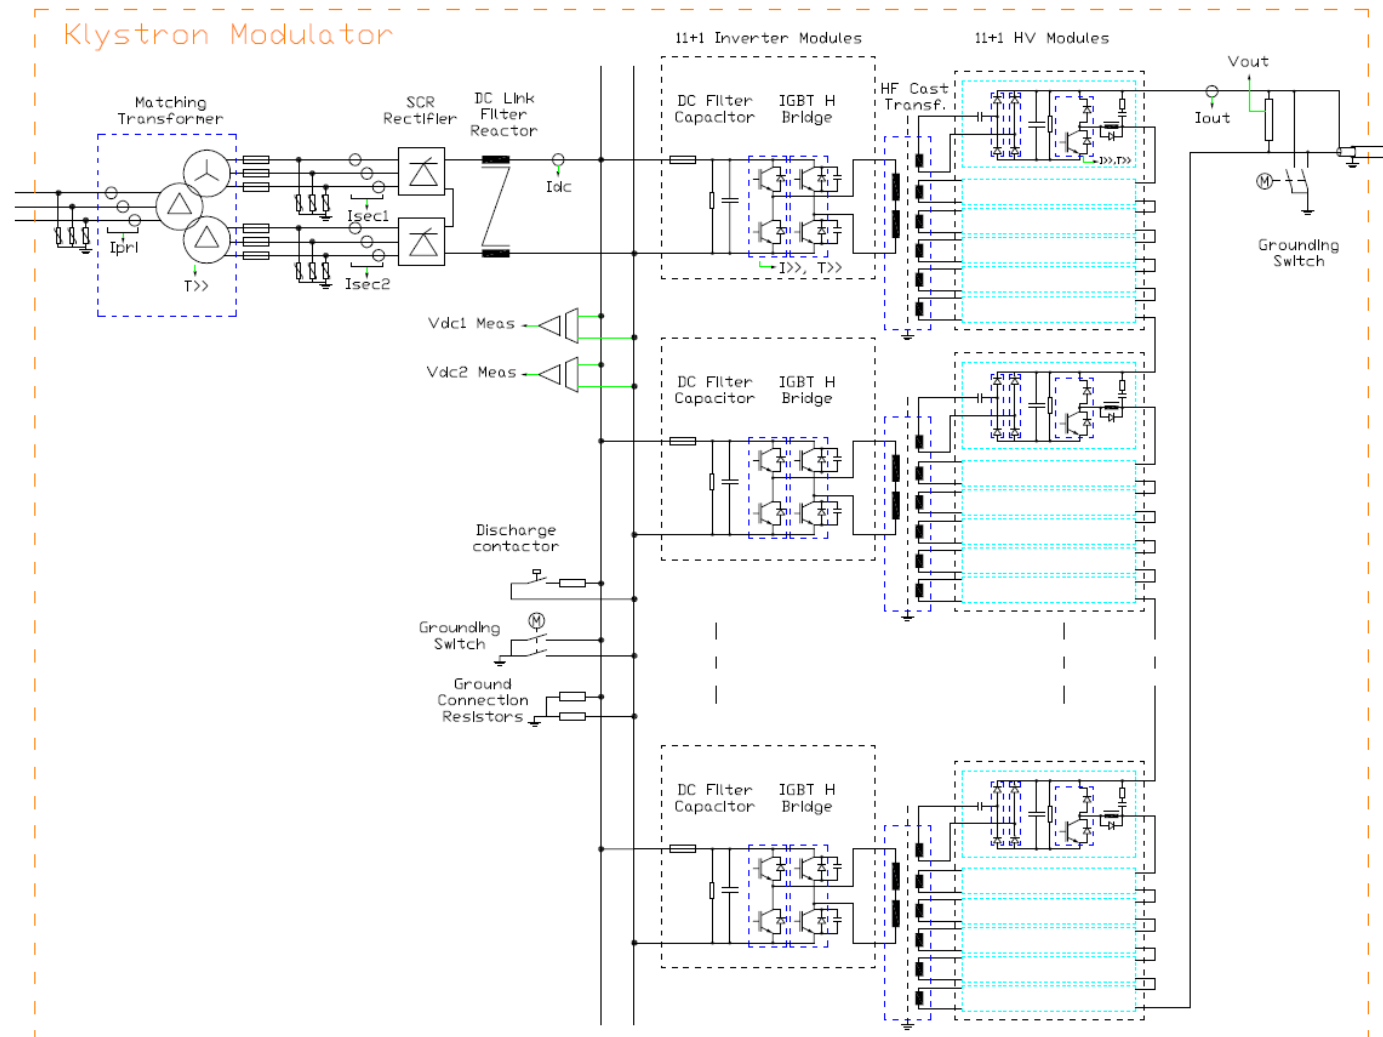 Klystron Modulator
11+1 Inverter Modules
11+1 HV Modules
Vout
Matching
Transformer
SCR
Rectifier
DC Link
Filter
Reactor
DC Filter
Capacitor
IGBT H
Bridge
HF Cast
Transf.
Iout
I>>,T>>
M
Idc
Isec1
Ipri
Grounding
Switch
T>>
Isec2
I>>, T>>
Vdc1 Meas
Vdc2 Meas
DC Filter
Capacitor
IGBT H
Bridge
Discharge
contactor
M
Grounding
Switch
Ground
Connection
Resistors
DC Filter
Capacitor
IGBT H
Bridge